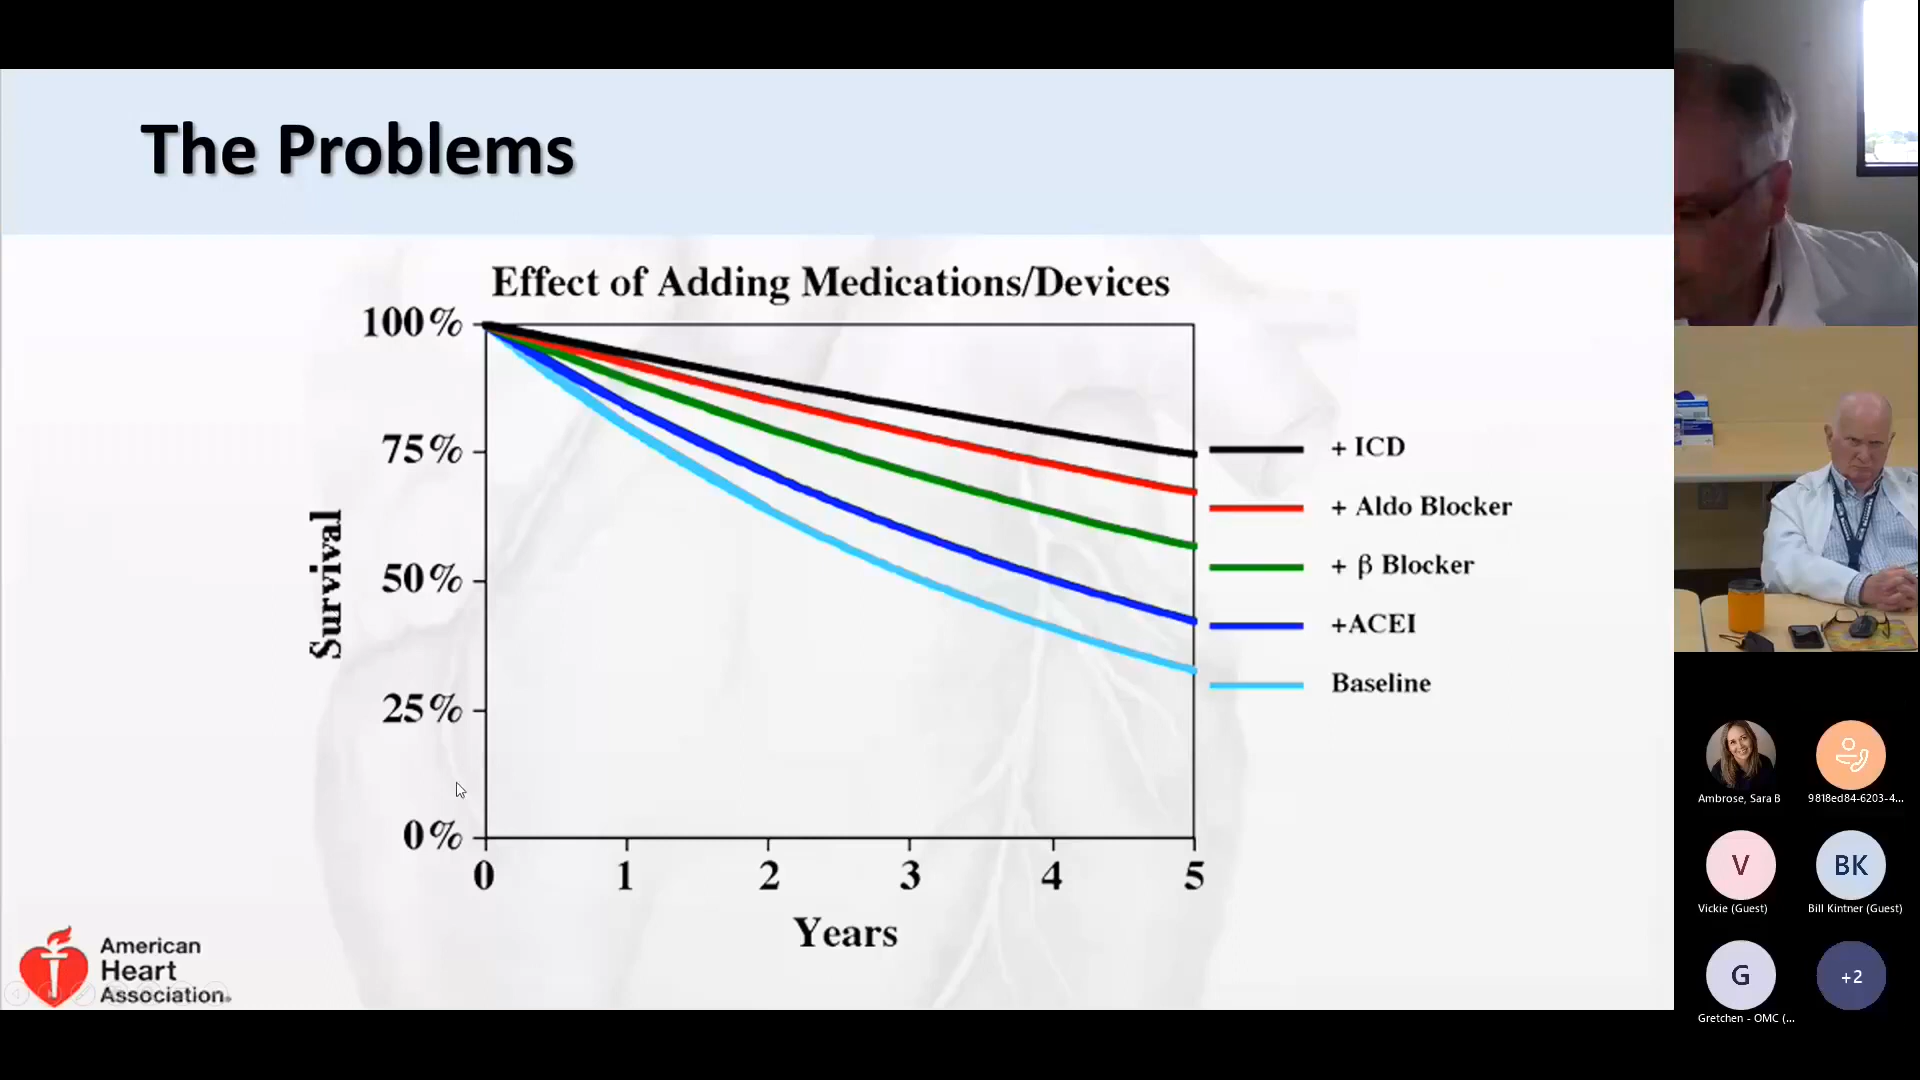 The Problems
Effect of Adding Medications/Devices
100%
75%
50%
25%
0%
Survival
0 1 2 3 4 5
Years
+ ICD
+ Aldo Blocker
+ β Blocker
+ACEI
Baseline
American
Heart
Association®
Ambrose, Sara B
9818ed84-6203-4...
V
BK
Vickie (Guest)
Bill Kintner (Guest)
G
+2
Gretchen - OMC (...